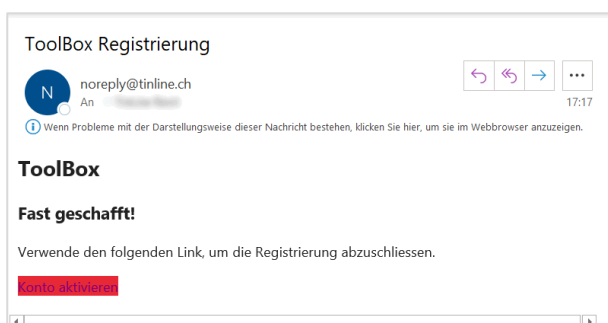 ToolBox Registrierung
N
noreply@tinline.ch
An
17:17
Wenn Probleme mit der Darstellungsweise dieser Nachricht bestehen, klicken Sie hier, um sie im Webbrowser anzuzeigen.
ToolBox
Fast geschafft!
Verwende den folgenden Link, um die Registrierung abzuschliessen.
Konto aktivieren